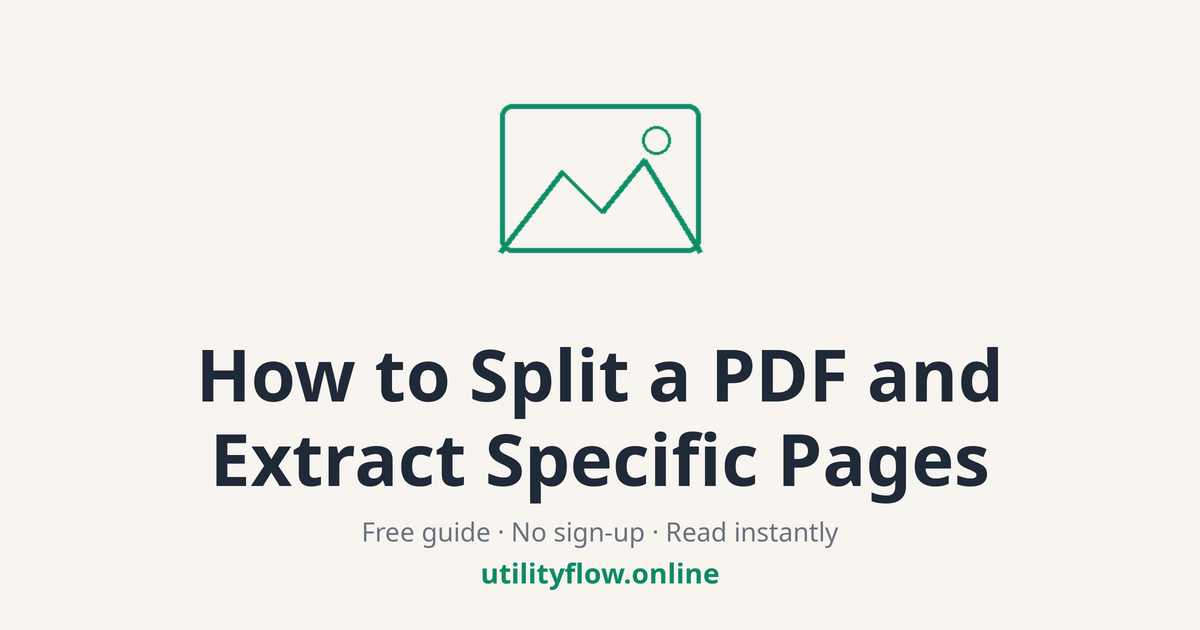 How to Split a PDF and
Extract Specific Pages
Free guide · No sign-up · Read instantly
utilityflow.online